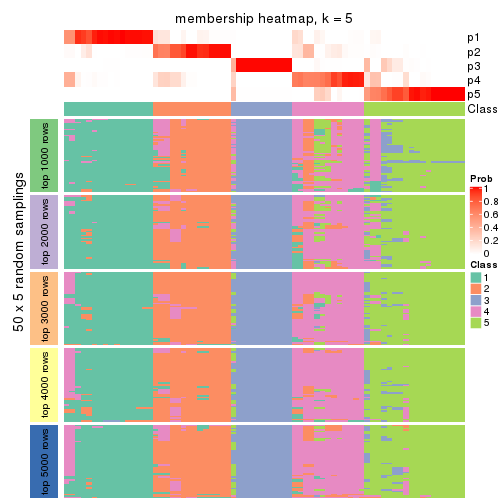 membership heatmap, k = 5
p1
p2
p3
p4
p5
Class
50 x 5 random samplings
top 1000 rows
top 2000 rows
top 3000 rows
top 4000 rows
top 5000 rows
Prob
1
0.8
0.6
0.4
0.2
0
Class
1
2
3
4
5